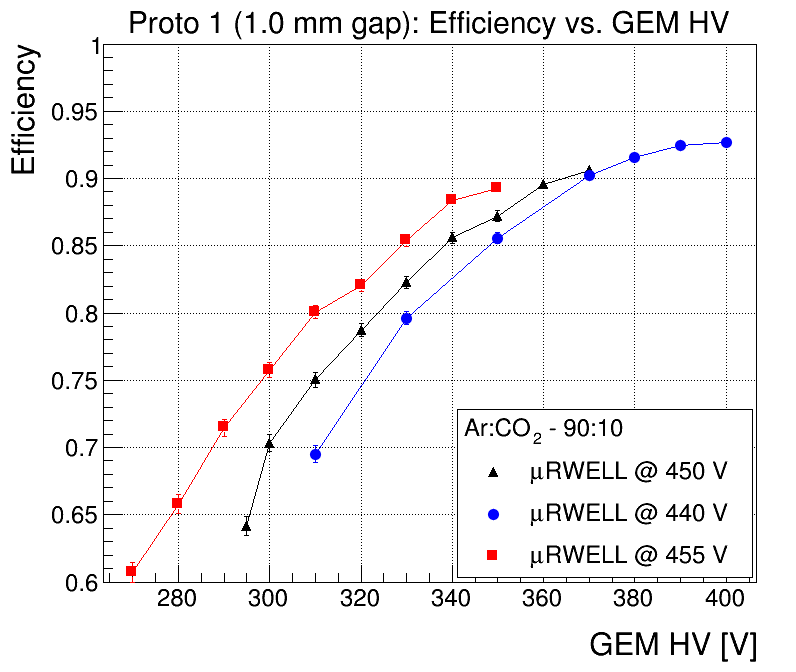 Proto 1 (1.0 mm gap): Efficiency vs. GEM HV
Efficiency
1
0.95
0.9
0.85
0.8
0.75
0.7
0.65
0.6
Ar:CO2 - 90:10
μRWELL @ 450 V
μRWELL @ 440 V
μRWELL @ 455 V
280 300 320 340 360 380 400
GEM HV [V]